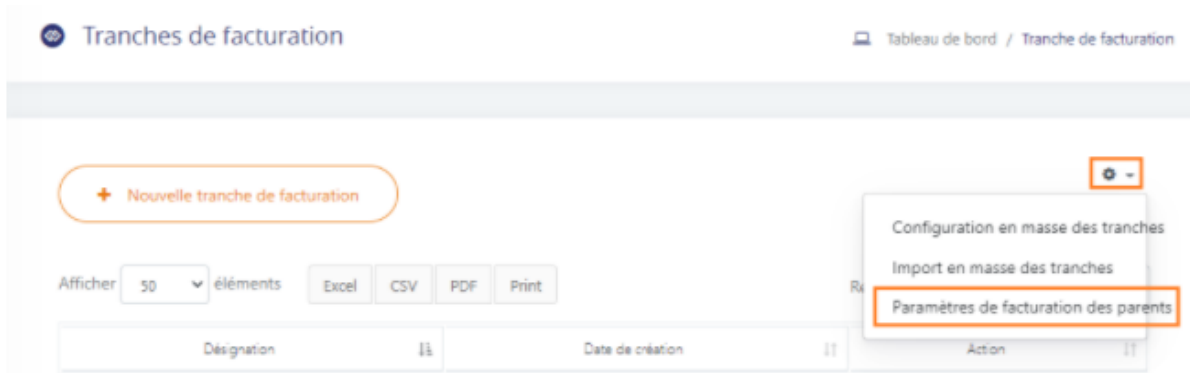 Tranches de facturation
Tableau de bord / Tranche de facturation
+ Nouvelle tranche de facturation
Configuration en masse des tranches
Import en masse des tranches
Paramètres de facturation des parents
Afficher 50 éléments Excel CSV PDF Print
Désignation Date de création Action